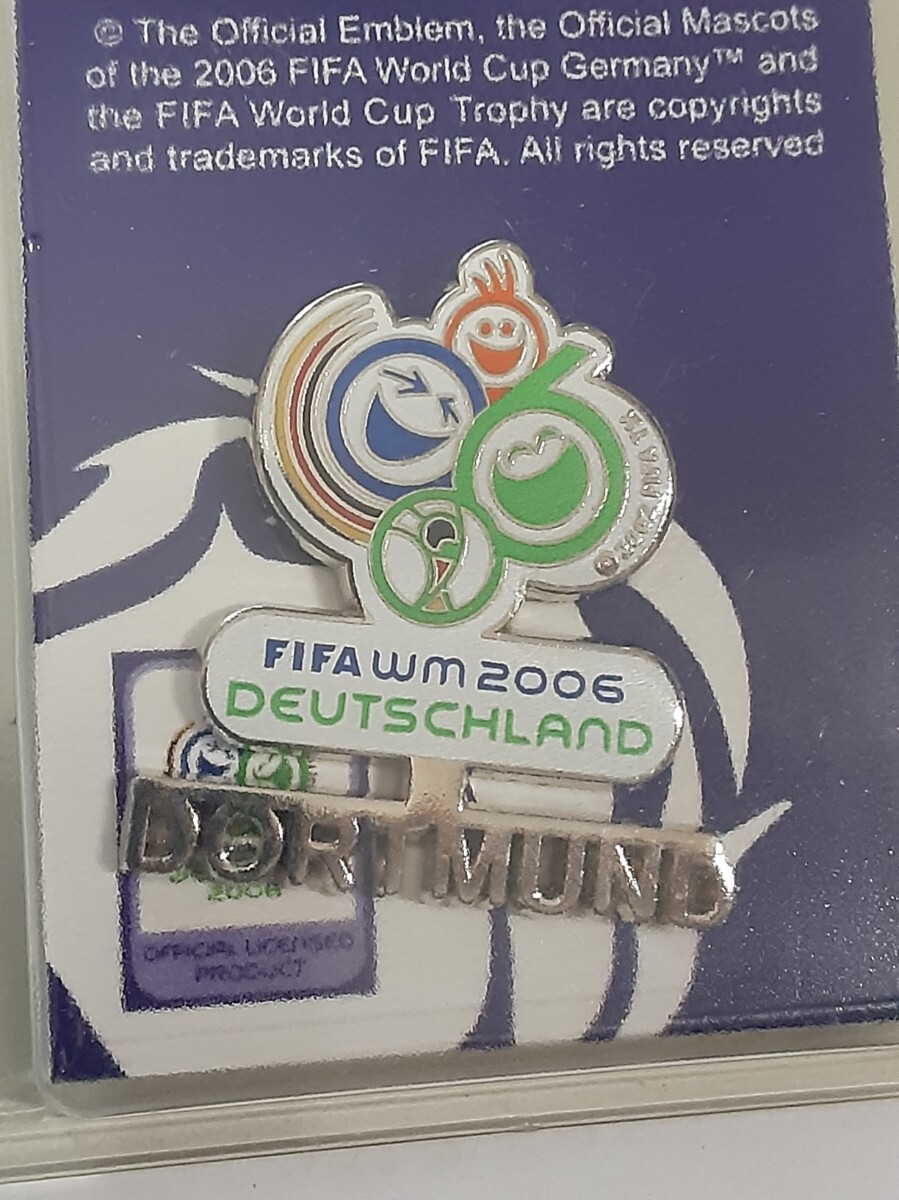 © The Official Emblem, the Official Mascots
of the 2006 FIFA World Cup Germany™ and
the FIFA World Cup Trophy are copyrights
and trademarks of FIFA. All rights reserved
FIFA WM 2006
DEUTSCHLAND
DORTMUND
2006
OFFICIAL LICENSED
PRODUCT